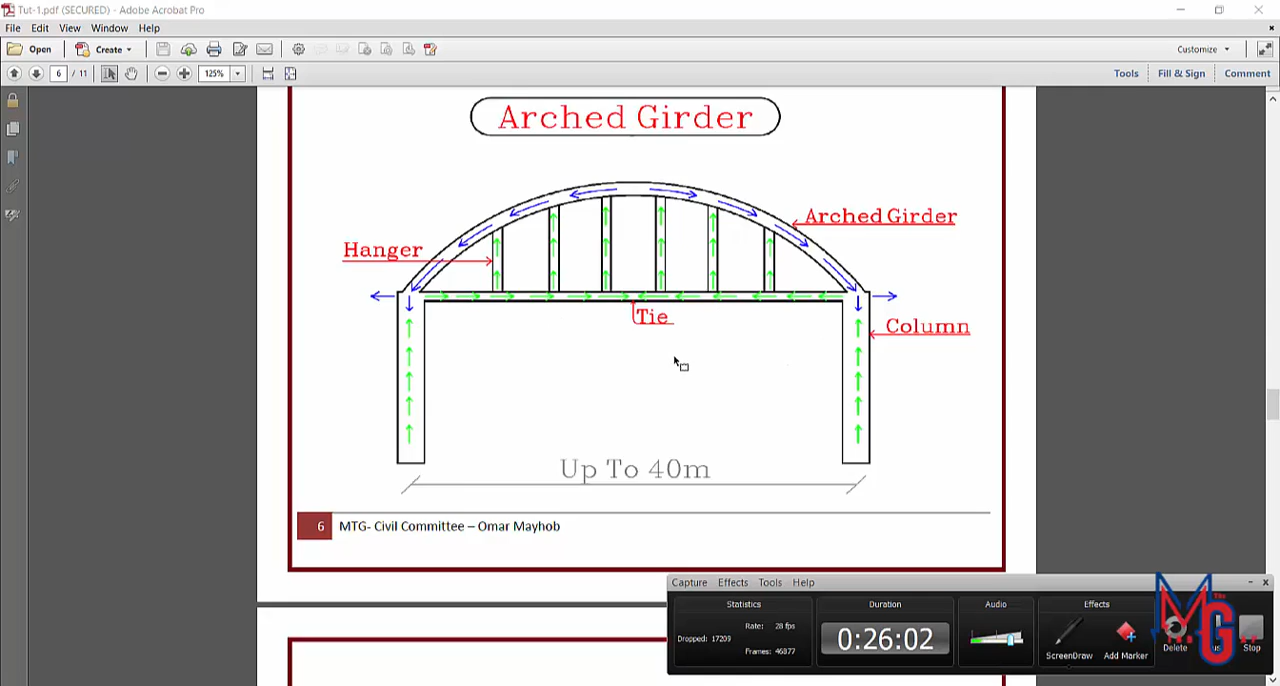 Tut-1.pdf (SECURED) - Adobe Acrobat Pro
File Edit View Window Help
Open Create Customize
6 / 11 125% Tools Fill & Sign Comment
Arched Girder
Arched Girder
Hanger
Tie
Column
Up To 40m
6 MTG- Civil Committee – Omar Mayhob
Capture Effects Tools Help
Statistics Duration Audio Effects
Rate: 28 fps
Dropped: 17209
Frames: 46877
0:26:02
ScreenDraw Add Marker Delete Stop
MG